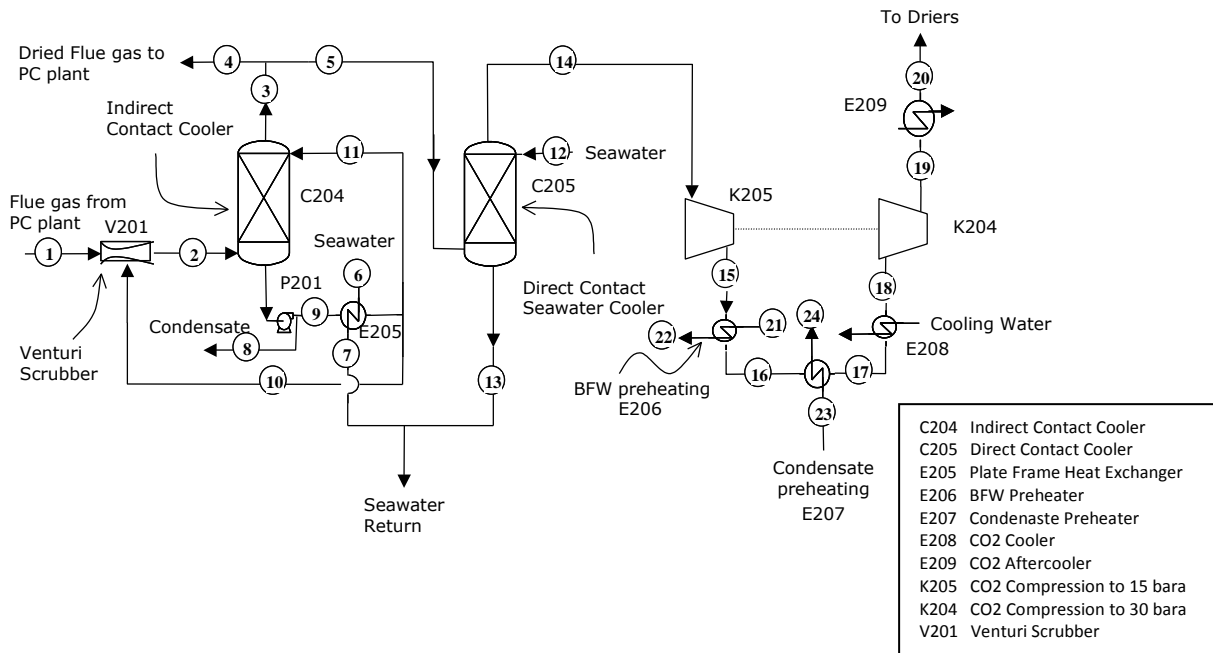 To Driers
Dried Flue gas to
PC plant
4
5
14
20
3
E209
Indirect
Contact Cooler
11
12
Seawater
19
C204
C205
K205
Flue gas from
PC plant
V201
K204
1
2
Seawater
P201
6
15
18
Direct Contact
Seawater Cooler
9
24
Condensate
E205
21
Cooling Water
8
7
22
E208
Venturi
Scrubber
10
13
BFW preheating
E206
16
17
23
Condensate
preheating
E207
Seawater
Return
C204 Indirect Contact Cooler
C205 Direct Contact Cooler
E205 Plate Frame Heat Exchanger
E206 BFW Preheater
E207 Condenaste Preheater
E208 CO2 Cooler
E209 CO2 Aftercooler
K205 CO2 Compression to 15 bara
K204 CO2 Compression to 30 bara
V201 Venturi Scrubber